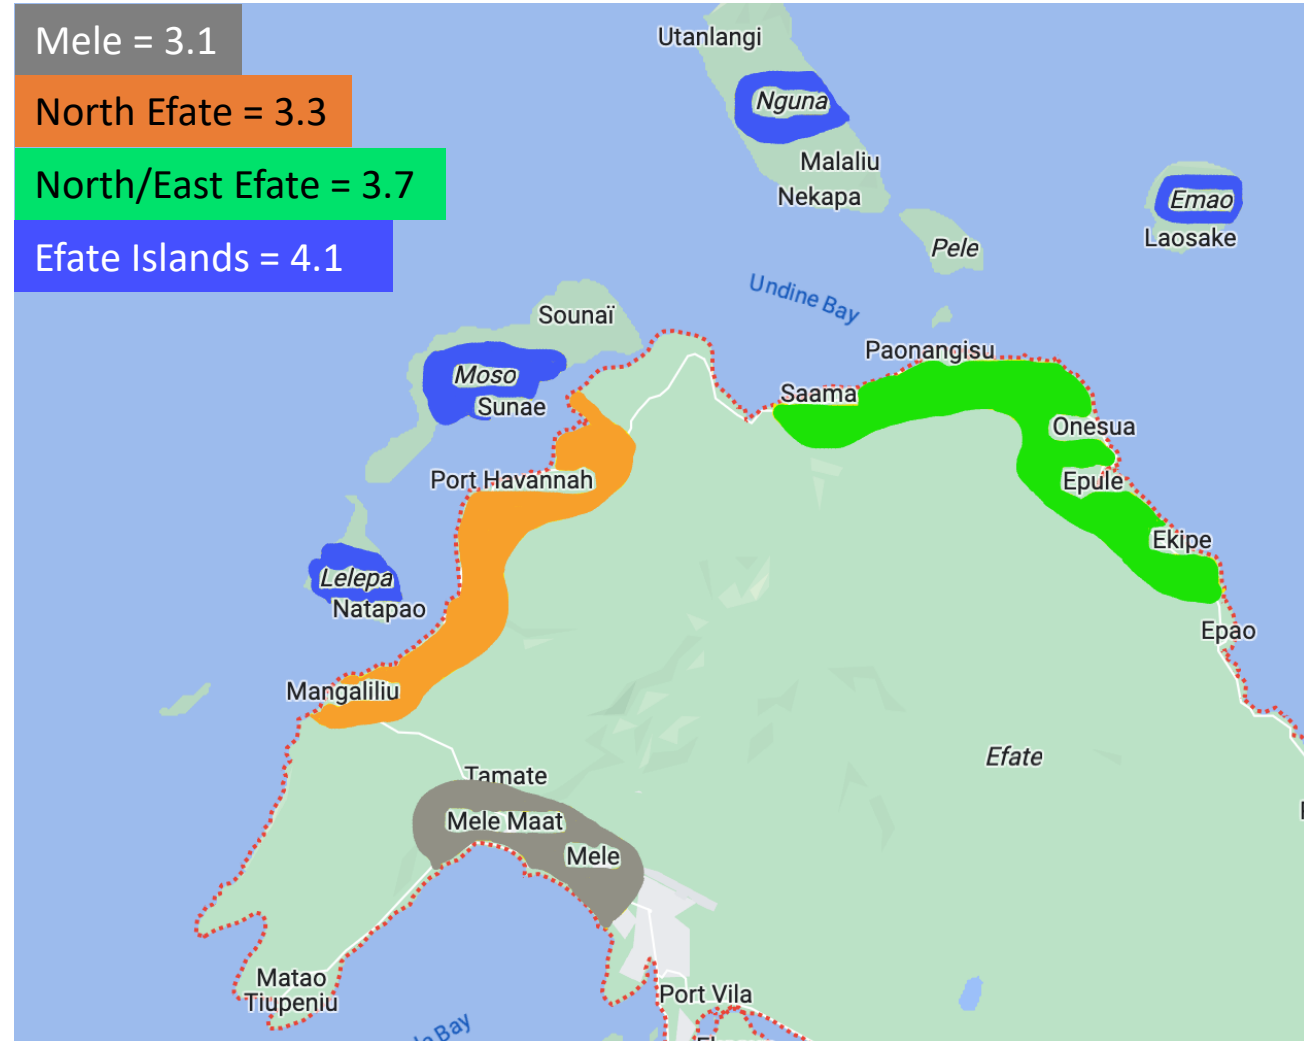 Mele = 3.1
North Efate = 3.3
North/East Efate = 3.7
Efate Islands = 4.1
Utanlangi
Nguna
Malaliu
Nekapa
Emao
Laosake
Pele
Undine Bay
Sounaï
Paonangisu
Moso
Sunae
Saama
Onesua
Port Havannah
Epule
Ekipe
Lelepa
Natapao
Epao
Mangaliliu
Efate
Tamate
Mele Maat
Mele
Matao
Tiupeniu
Port Vila
Bay